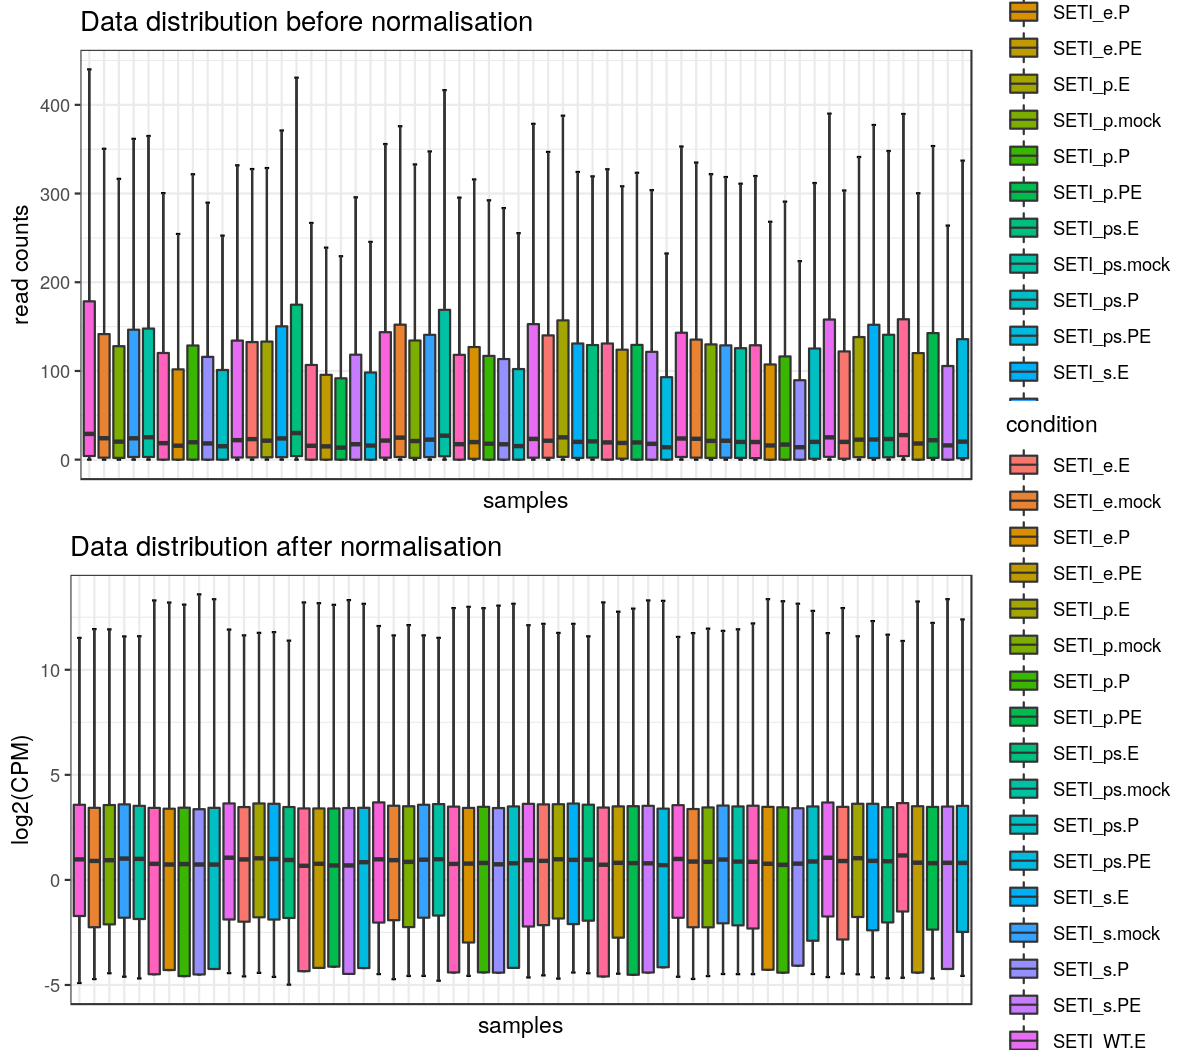 Data distribution before normalisation
400
300
200
100
0
read counts
samples
SETI_e.P
SETI_e.PE
SETI_p.E
SETI_p.mock
SETI_p.P
SETI_p.PE
SETI_ps.E
SETI_ps.mock
SETI_ps.P
SETI_ps.PE
SETI_s.E
Data distribution after normalisation
10
5
0
-5
log2(CPM)
samples
condition
SETI_e.E
SETI_e.mock
SETI_e.P
SETI_e.PE
SETI_p.E
SETI_p.mock
SETI_p.P
SETI_p.PE
SETI_ps.E
SETI_ps.mock
SETI_ps.P
SETI_ps.PE
SETI_s.E
SETI_s.mock
SETI_s.P
SETI_s.PE
SETI_WT.E